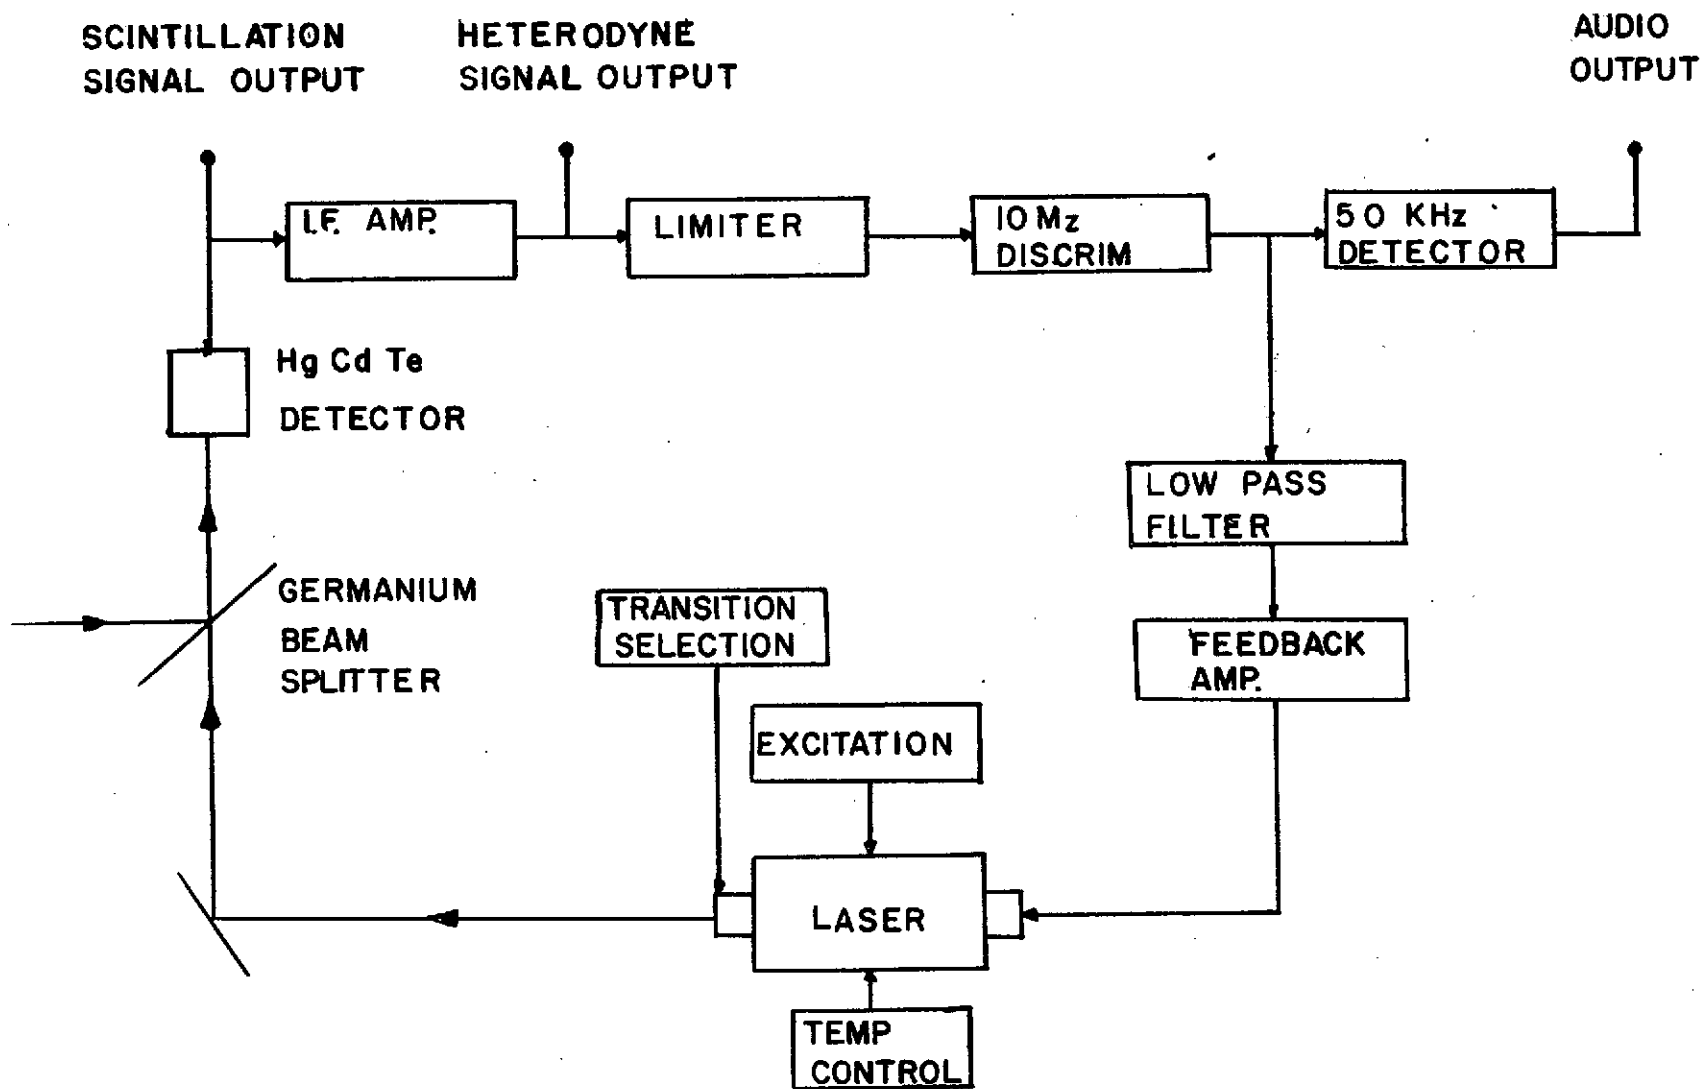 SCINTILLATION
SIGNAL OUTPUT
HETERODYNE
SIGNAL OUTPUT
AUDIO
OUTPUT
I.F. AMP.
LIMITER
10 Mz
DISCRIM
50 KHz
DETECTOR
Hg Cd Te
DETECTOR
LOW PASS
FILTER
GERMANIUM
BEAM
SPLITTER
TRANSITION
SELECTION
FEEDBACK
AMP.
EXCITATION
LASER
TEMP
CONTROL